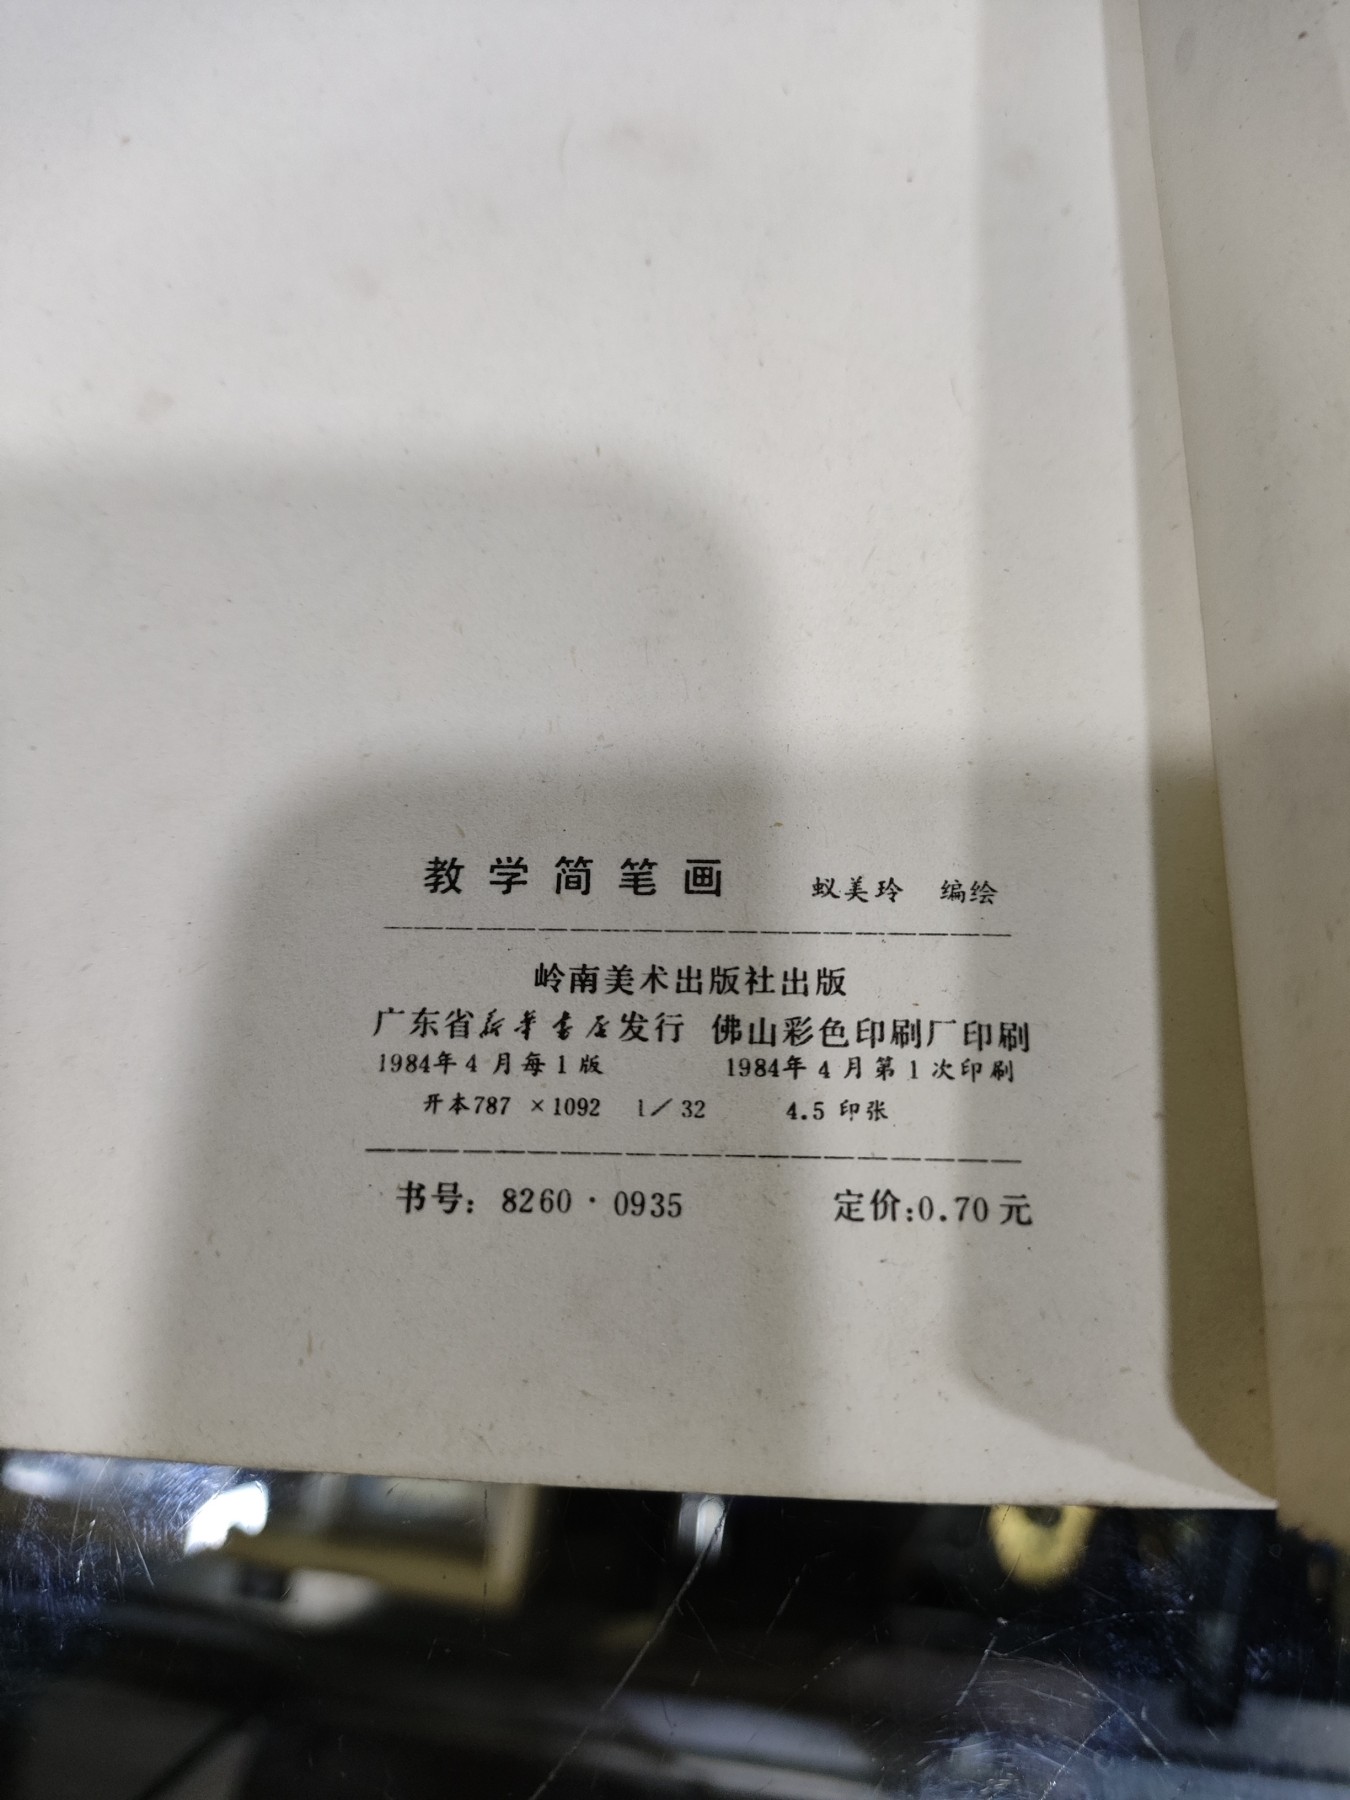 教学简笔画 蚁美玲 编绘
岭南美术出版社出版
广东省新华书店发行 佛山彩色印刷厂印刷
1984年4月每1版 1984年4月第1次印刷
开本787×1092 1／32 4.5印张
书号：8260·0935 定价:0.70元